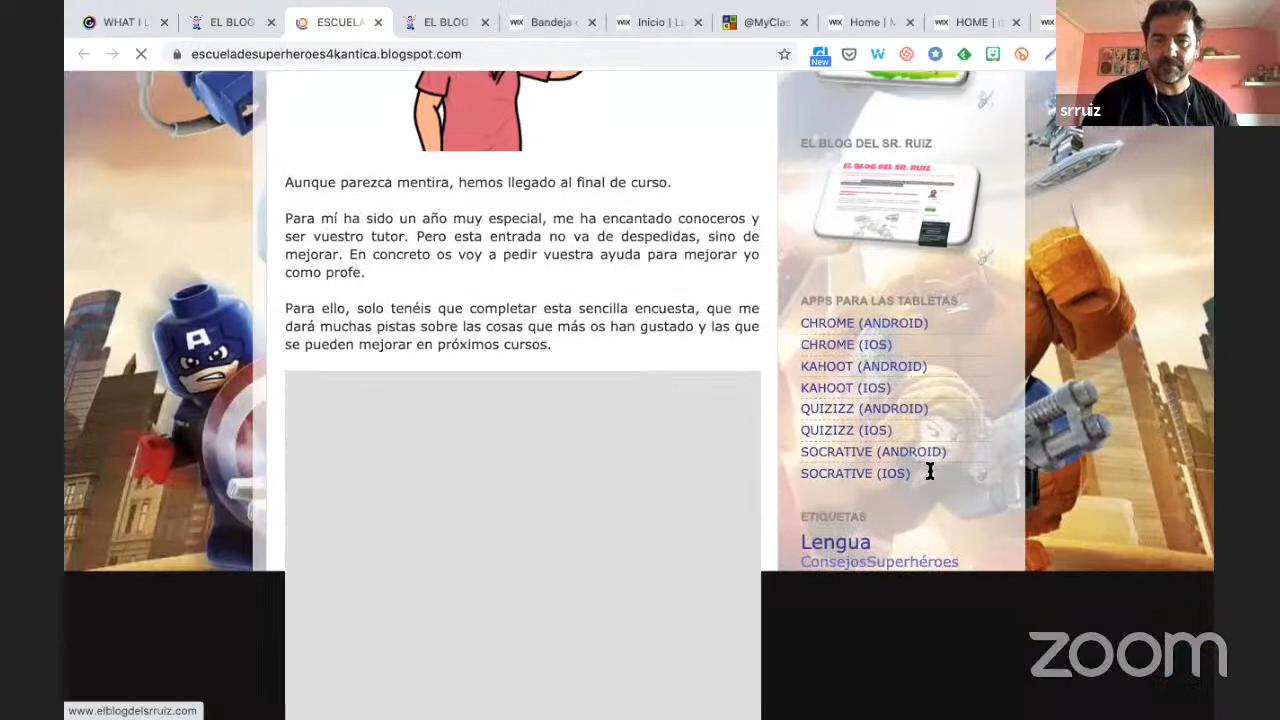 WHAT I L
EL BLOG
ESCUELA
EL BLOG
Bandeja
Inicio | La
@MyClas
Home | M
HOME |
escueladesuperheroes4kantica.blogspot.com
New
srruiz
Aunque parezca mentira, hemos llegado al final de curso.
Para mí ha sido un año muy especial, me ha encantado conoceros y
ser vuestro tutor. Pero esta entrada no va de despedidas, sino de
mejorar. En concreto os voy a pedir vuestra ayuda para mejorar yo
como profe.
Para ello, solo tenéis que completar esta sencilla encuesta, que me
dará muchas pistas sobre las cosas que más os han gustado y las que
se pueden mejorar en próximos cursos.
EL BLOG DEL SR. RUIZ
EL BLOG DEL SR. RUIZ
APPS PARA LAS TABLETAS
CHROME (ANDROID)
CHROME (IOS)
KAHOOT (ANDROID)
KAHOOT (IOS)
QUIZIZZ (ANDROID)
QUIZIZZ (IOS)
SOCRATIVE (ANDROID)
SOCRATIVE (IOS)
ETIQUETAS
Lengua
ConsejosSuperhéroes
A
zoom
www.elblogdelsrruiz.com